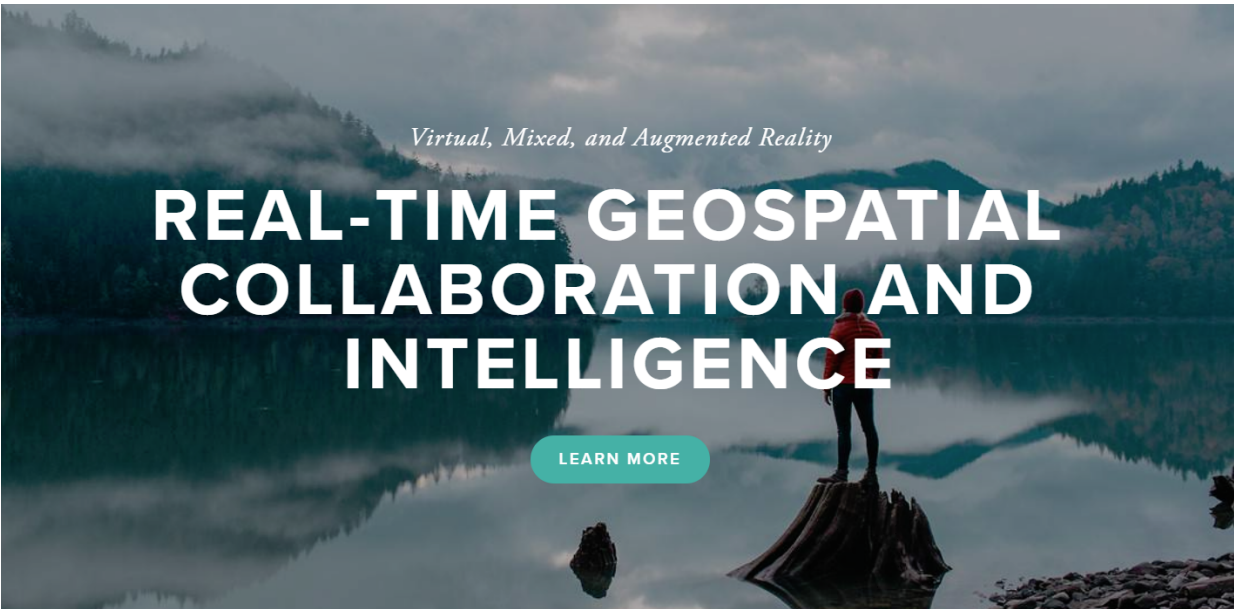 Virtual, Mixed, and Augmented Reality
REAL-TIME GEOSPATIAL
COLLABORATION AND
INTELLIGENCE
LEARN MORE